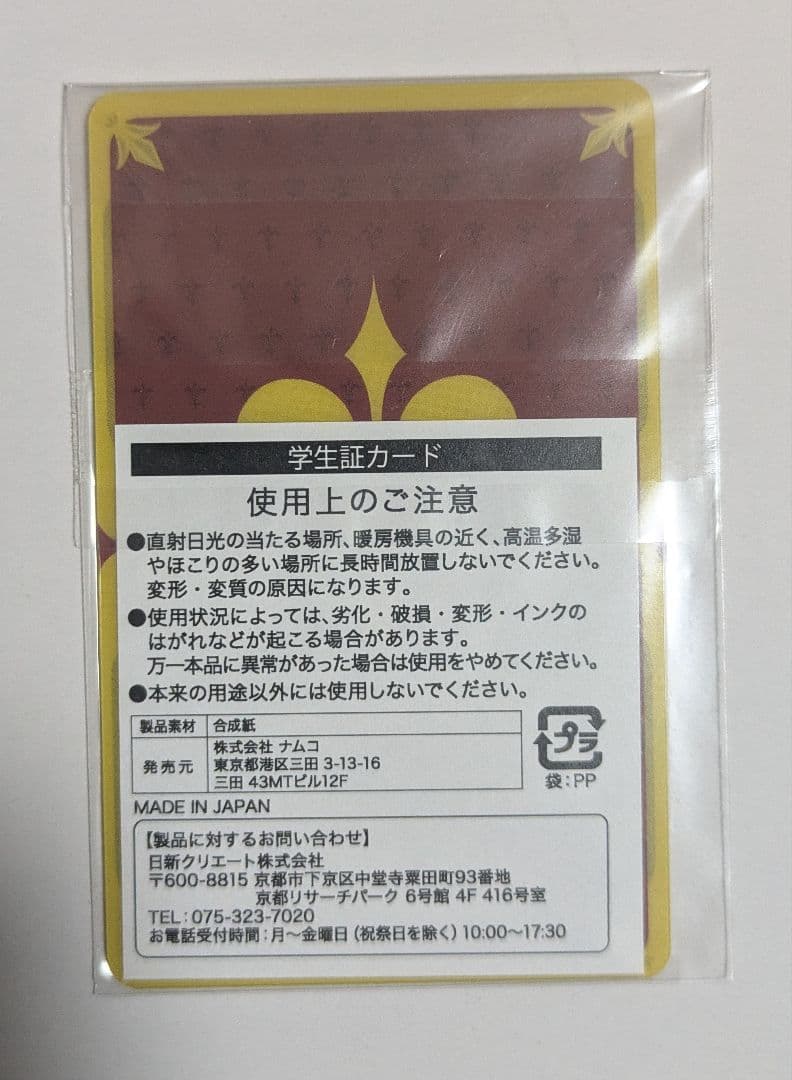 学生証カード
使用上のご注意
●直射日光の当たる場所、暖房機具の近く、高温多湿
やほこりの多い場所に長時間放置しないでください。
変形・変質の原因になります。
●使用状況によっては、劣化・破損・変形・インクの
はがれなどが起こる場合があります。
万一本品に異常があった場合は使用をやめてください。
●本来の用途以外には使用しないでください。
製品素材 合成紙
発売元 株式会社 ナムコ
東京都港区三田 3-13-16
三田 43MTビル12F
プラ
袋:PP
MADE IN JAPAN
【製品に対するお問い合わせ】
日新クリエート株式会社
〒600-8815 京都市下京区中堂寺粟田町93番地
京都リサーチパーク 6号館 4F 416号室
TEL:075-323-7020
お電話受付時間:月~金曜日(祝祭日を除く)10:00~17:30